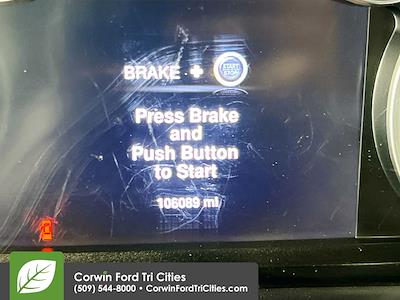 BRAKE + START STOP
Press Brake
and
Push Button
to Start
106089 mi
Corwin Ford Tri Cities
(509) 544-8000 • CorwinFordTriCities.com